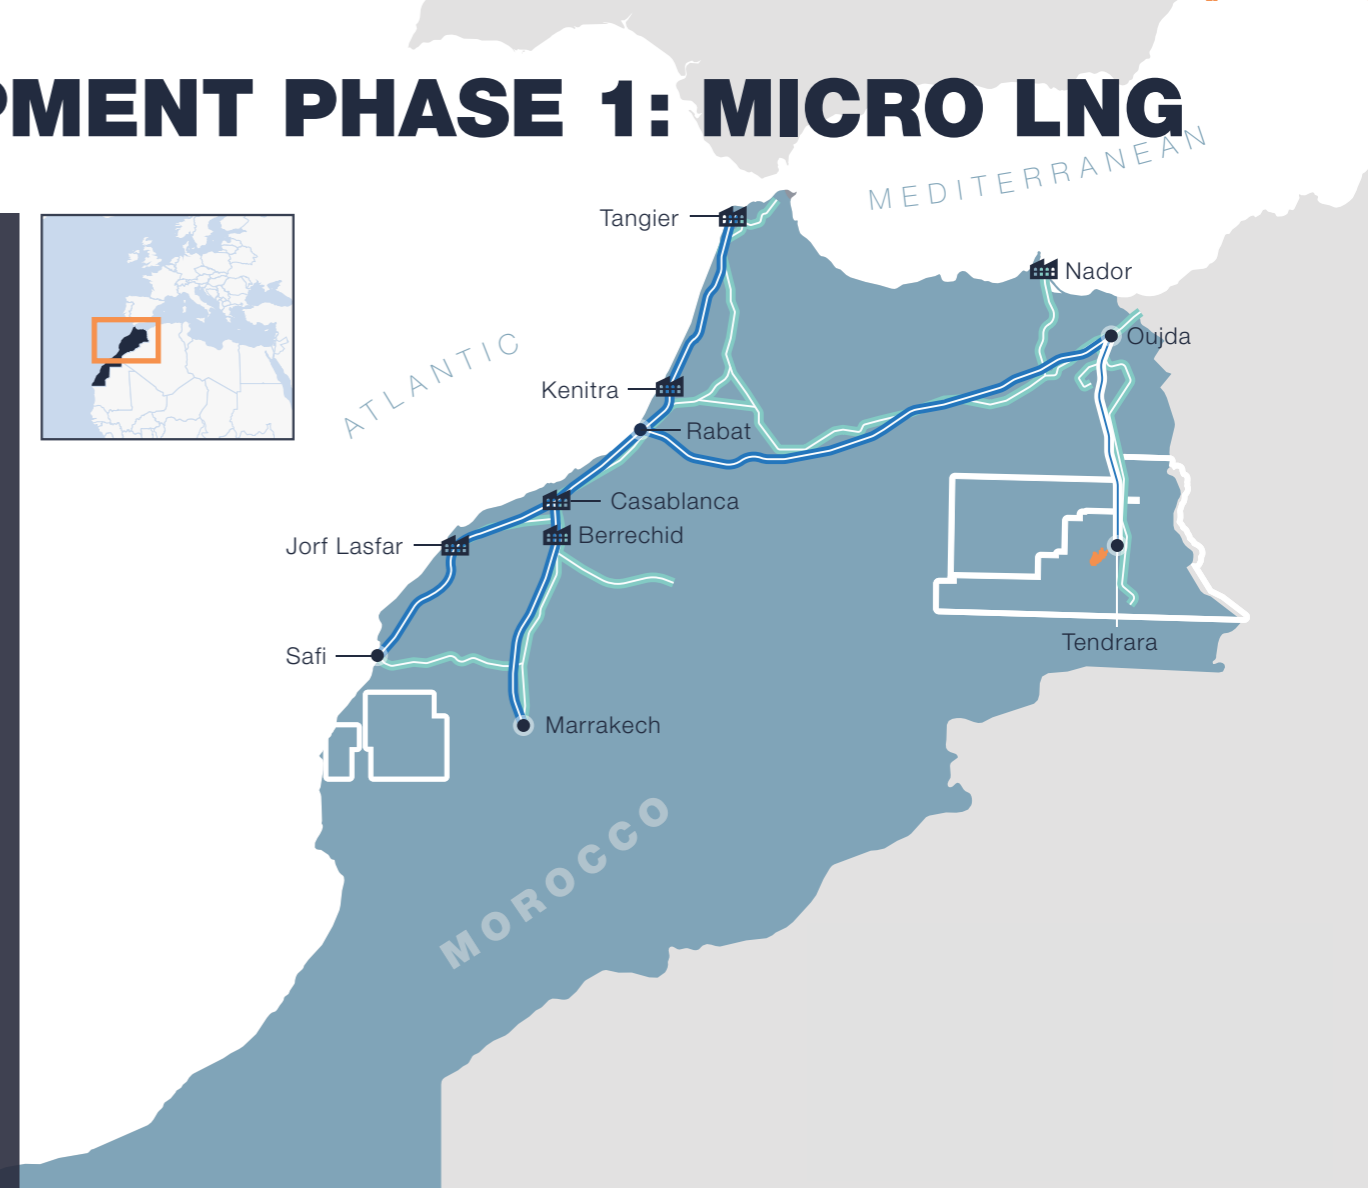 PMENT PHASE 1: MICRO LNG
MEDITERRANEAN
Tangier
Nador
Oujda
ATLANTIC
Kenitra
Rabat
Casablanca
Berrechid
Jorf Lasfar
Tendrara
Safi
Marrakech
MOROCCO